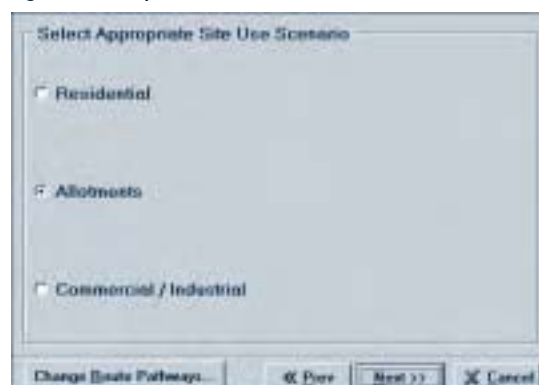 Select Appropriate Site Use Scenario
Residential
Allotments
Commercial / Industrial
Change Route Pathways... << Prev Next >> X Cancel